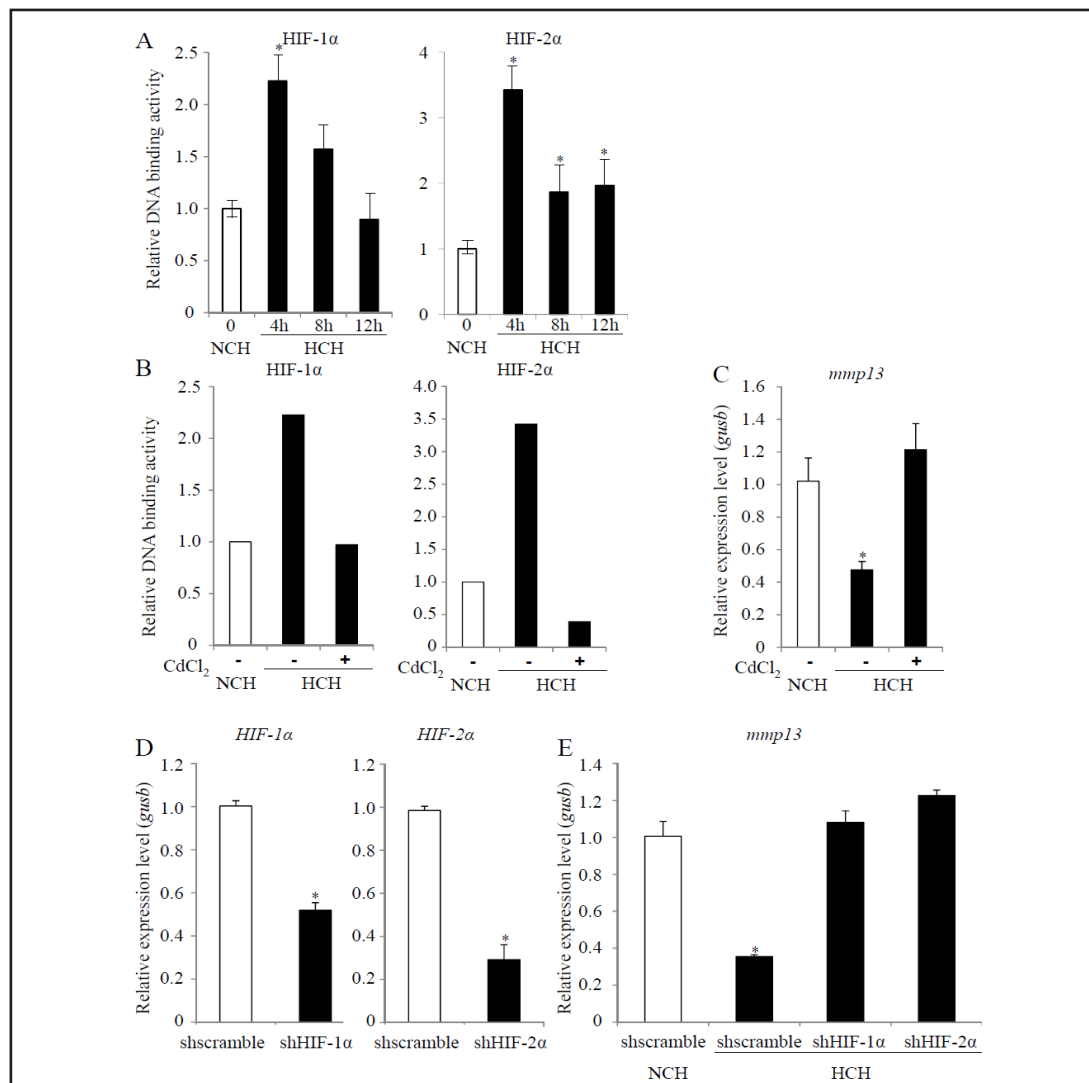 A
HIF-1α
HIF-2α
Relative DNA binding activity
2.5
2.0
1.5
1.0
0.5
0
*
0 4h 8h 12h
NCH HCH
4
3
2
1
0
* * *
0 4h 8h 12h
NCH HCH
B
HIF-1α
HIF-2α
Relative DNA binding activity
2.5
2.0
1.5
1.0
0.5
0
CdCl2 - - +
NCH HCH
4.0
3.5
3.0
2.5
2.0
1.5
1.0
0.5
0
CdCl2 - - +
NCH HCH
C
mmp13
Relative expression level (gusb)
1.6
1.4
1.2
1.0
0.8
0.6
0.4
0.2
0
*
CdCl2 - - +
NCH HCH
D
HIF-1α
HIF-2α
Relative expression level (gusb)
1.2
1.0
0.8
0.6
0.4
0.2
0
*
shscramble shHIF-1α
1.2
1.0
0.8
0.6
0.4
0.2
0
*
shscramble shHIF-2α
E
mmp13
Relative expression level (gusb)
1.4
1.2
1.0
0.8
0.6
0.4
0.2
0
*
shscramble shscramble shHIF-1α shHIF-2α
NCH HCH